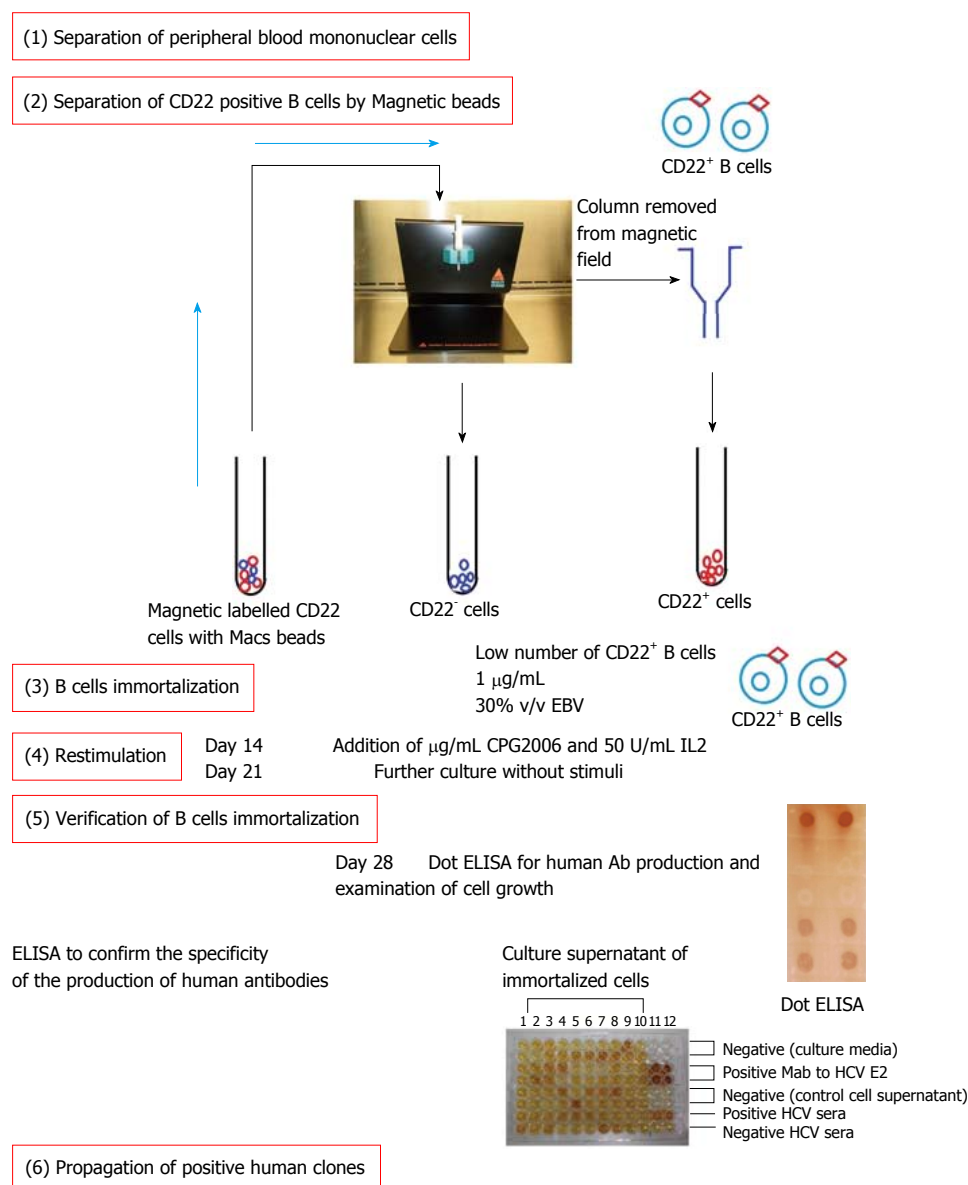 (1) Separation of peripheral blood mononuclear cells
(2) Separation of CD22 positive B cells by Magnetic beads
CD22⁺ B cells
Column removed
from magnetic
field
Magnetic labelled CD22
cells with Macs beads
CD22⁻ cells
CD22⁺ cells
(3) B cells immortalization
Low number of CD22⁺ B cells
1 μg/mL
30% v/v EBV
CD22⁺ B cells
(4) Restimulation
Day 14 Addition of μg/mL CPG2006 and 50 U/mL IL2
Day 21 Further culture without stimuli
(5) Verification of B cells immortalization
Day 28 Dot ELISA for human Ab production and
examination of cell growth
Dot ELISA
ELISA to confirm the specificity
of the production of human antibodies
Culture supernatant of
immortalized cells
1 2 3 4 5 6 7 8 9 10 11 12
Negative (culture media)
Positive Mab to HCV E2
Negative (control cell supernatant)
Positive HCV sera
Negative HCV sera
(6) Propagation of positive human clones